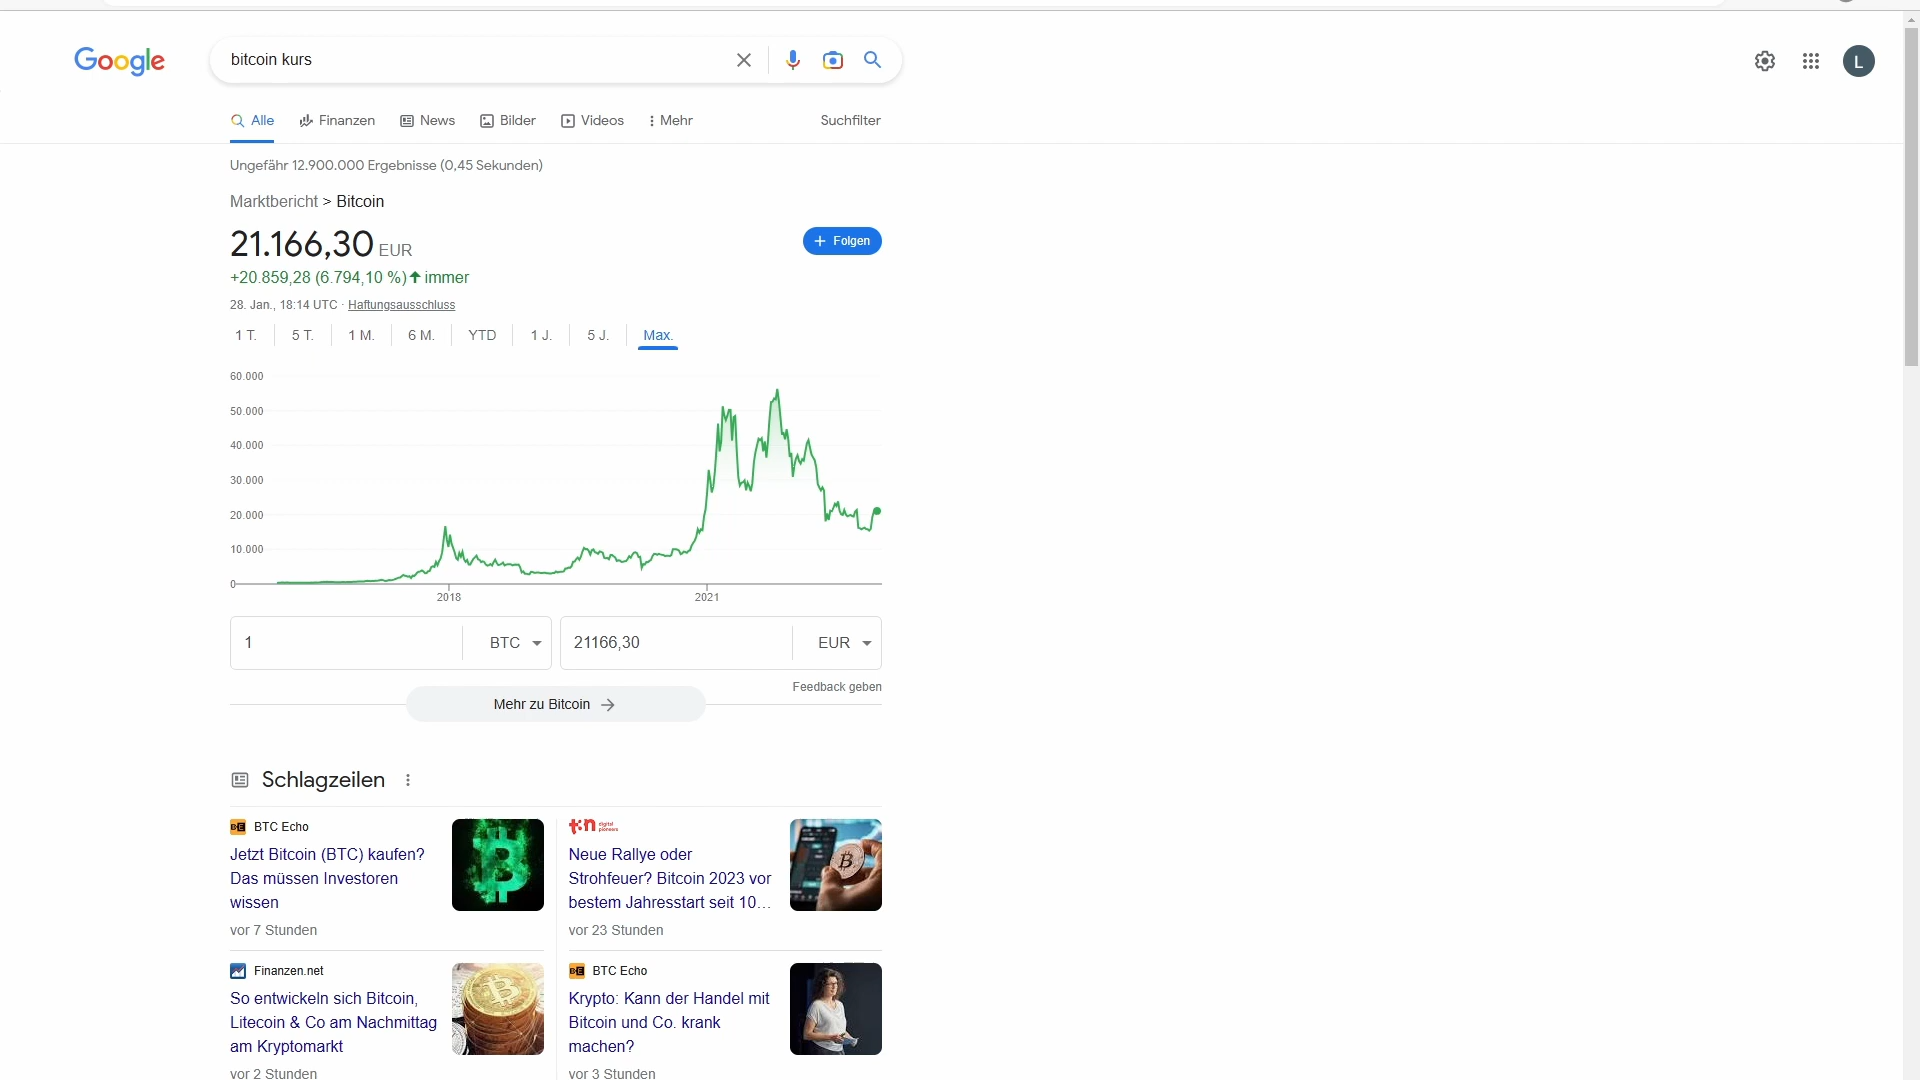 Google
bitcoin kurs
L
Alle
Finanzen
News
Bilder
Videos
Mehr
Suchfilter
Ungefähr 12.900.000 Ergebnisse (0,45 Sekunden)
Marktbericht > Bitcoin
21.166,30 EUR
+ Folgen
+20.859,28 (6.794,10 %) immer
28. Jan., 18:14 UTC · Haftungsausschluss
1 T.
5 T.
1 M.
6 M.
YTD
1 J.
5 J.
Max.
60.000
50.000
40.000
30.000
20.000
10.000
0
2018
2021
1
BTC
21166,30
EUR
Feedback geben
Mehr zu Bitcoin
Schlagzeilen
BTC Echo
Jetzt Bitcoin (BTC) kaufen?
Das müssen Investoren
wissen
vor 7 Stunden
t3n digital pioneers
Neue Rallye oder
Strohfeuer? Bitcoin 2023 vor
bestem Jahresstart seit 10…
vor 23 Stunden
Finanzen.net
So entwickeln sich Bitcoin,
Litecoin & Co am Nachmittag
am Kryptomarkt
vor 2 Stunden
BTC Echo
Krypto: Kann der Handel mit
Bitcoin und Co. krank
machen?
vor 3 Stunden